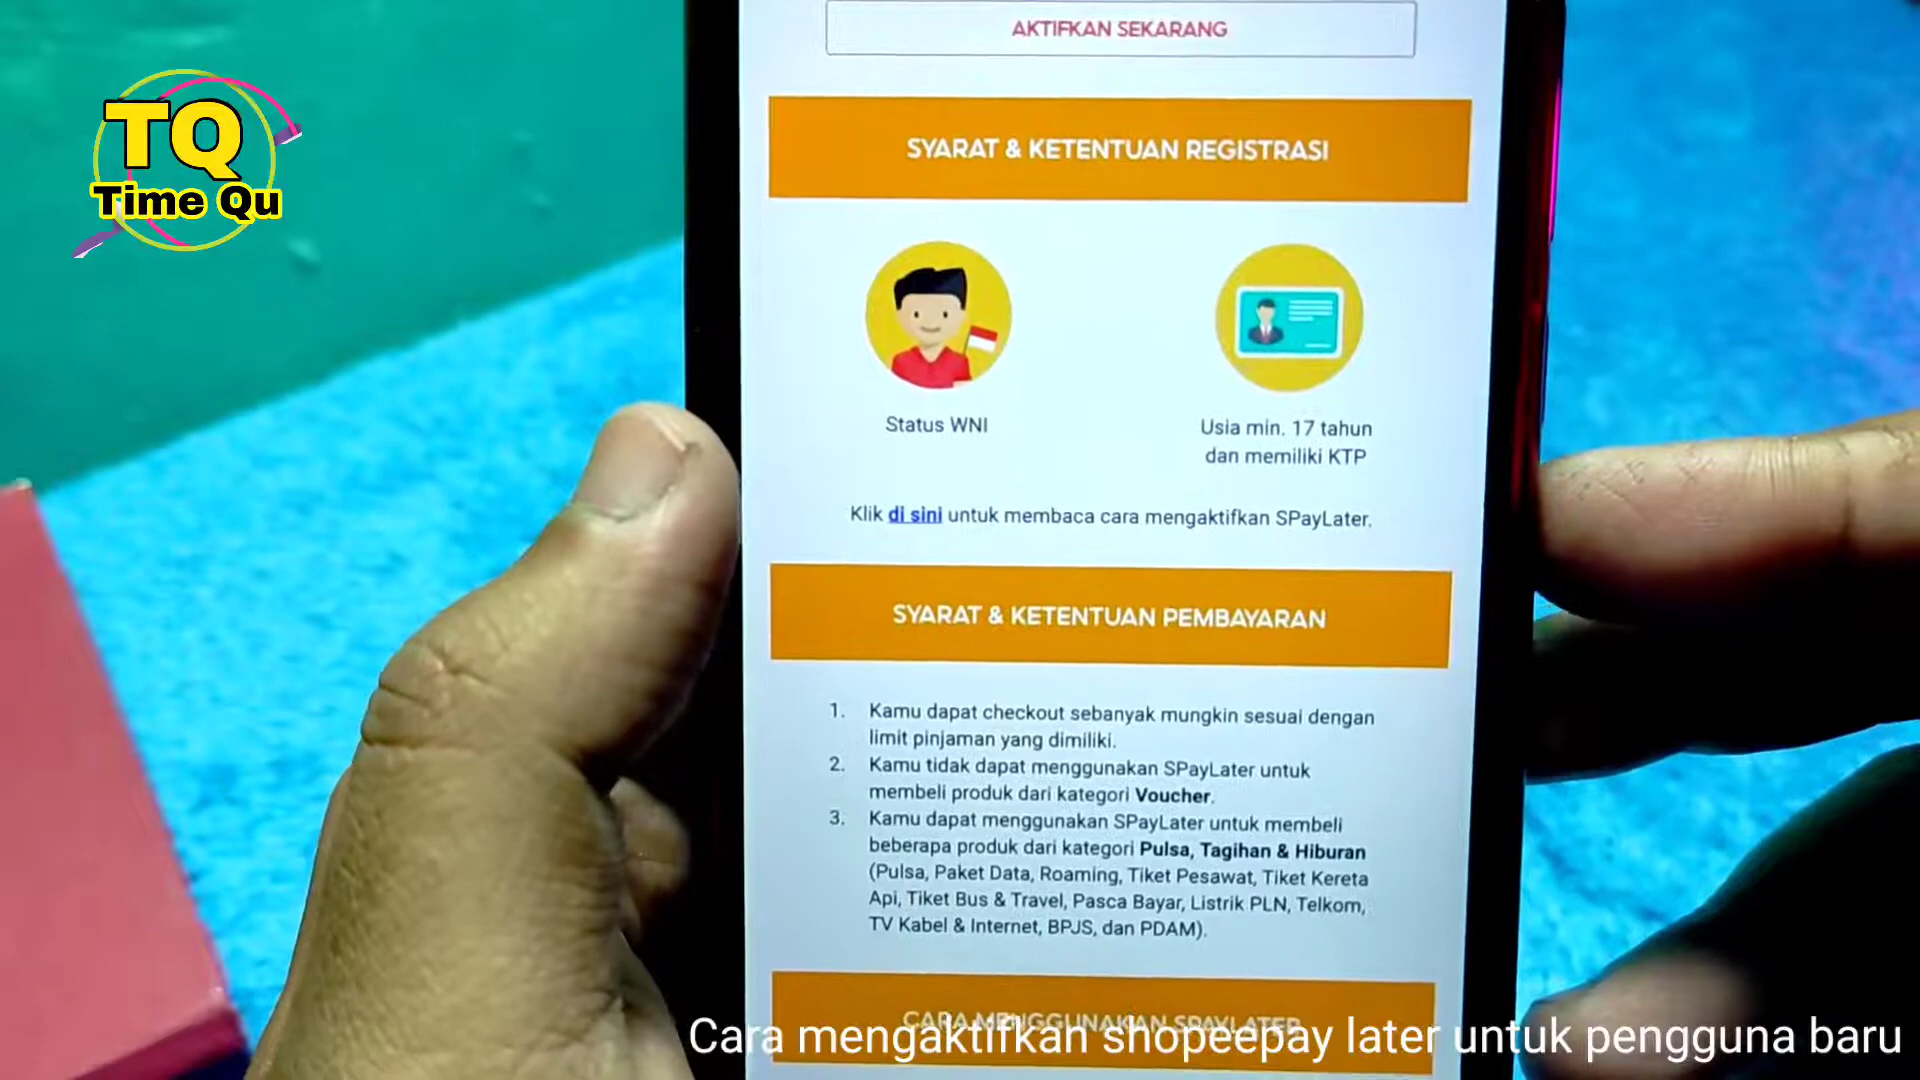 AKTIFKAN SEKARANG
TQ
Time Qu
SYARAT & KETENTUAN REGISTRASI
Status WNI
Usia min. 17 tahun
dan memiliki KTP
Klik di sini untuk membaca cara mengaktifkan SPayLater.
SYARAT & KETENTUAN PEMBAYARAN
1. Kamu dapat checkout sebanyak mungkin sesuai dengan
limit pinjaman yang dimiliki.
2. Kamu tidak dapat menggunakan SPayLater untuk
membeli produk dari kategori Voucher.
3. Kamu dapat menggunakan SPayLater untuk membeli
beberapa produk dari kategori Pulsa, Tagihan & Hiburan
(Pulsa, Paket Data, Roaming, Tiket Pesawat, Tiket Kereta
Api, Tiket Bus & Travel, Pasca Bayar, Listrik PLN, Telkom,
TV Kabel & Internet, BPJS, dan PDAM).
CARA MENGGUNAKAN SPAYLATER
Cara mengaktifkan shopeepay later untuk pengguna baru